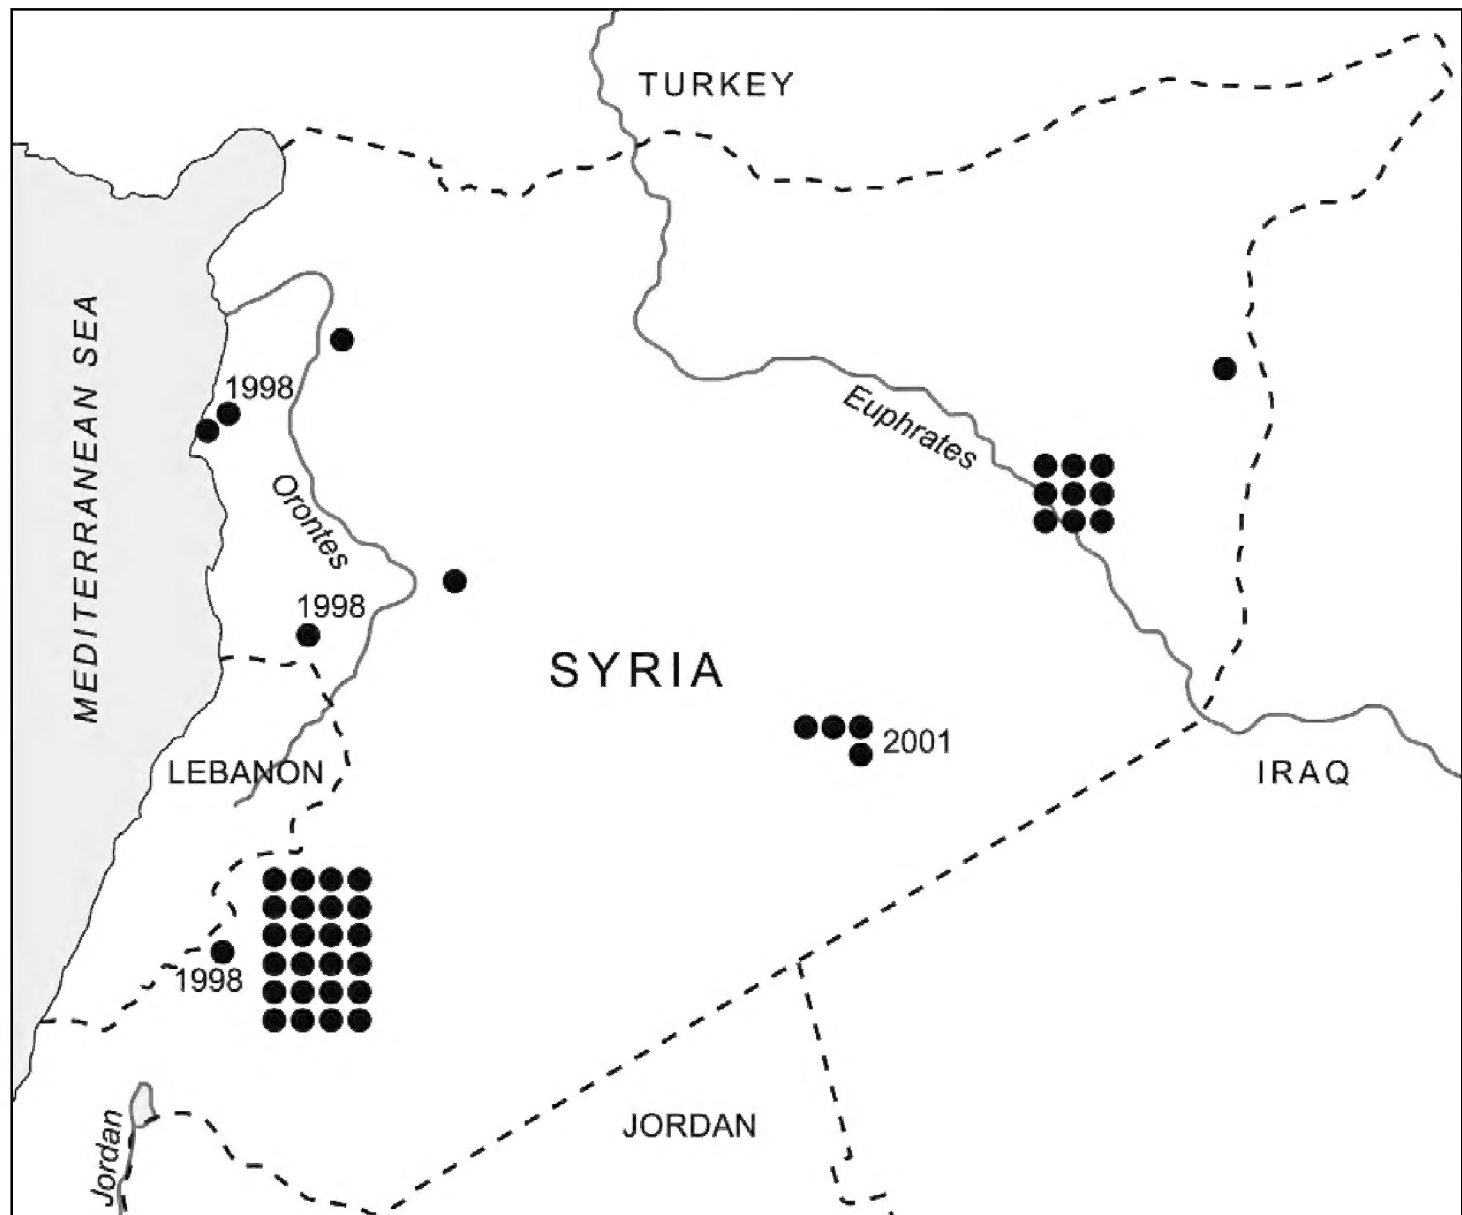 TURKEY
MEDITERRANEAN SEA
1998
Euphrates
Orontes
1998
SYRIA
2001
LEBANON
IRAQ
1998
JORDAN
Jordan